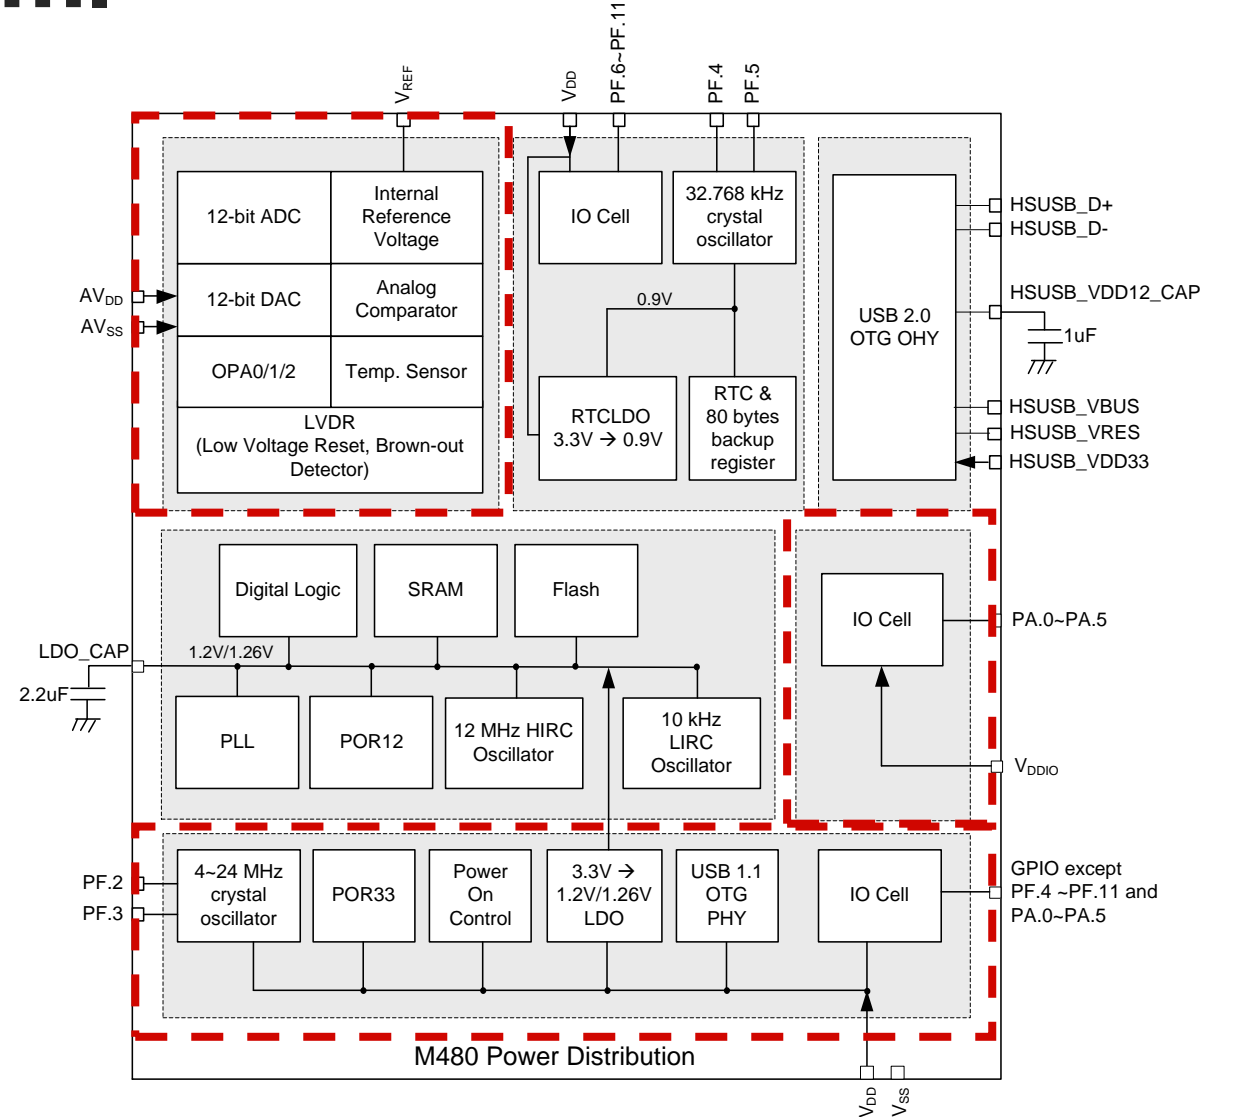 PF.6~PF.11
VREF
VDD
PF.4
PF.5
12-bit ADC
Internal
Reference
Voltage
IO Cell
32.768 kHz
crystal
oscillator
HSUSB_D+
HSUSB_D-
AVDD
12-bit DAC
Analog
Comparator
0.9V
USB 2.0
OTG OHY
HSUSB_VDD12_CAP
1uF
AVSS
OPA0/1/2
Temp. Sensor
RTCLDO
3.3V → 0.9V
RTC &
80 bytes
backup
register
HSUSB_VBUS
HSUSB_VRES
HSUSB_VDD33
LVDR
(Low Voltage Reset, Brown-out
Detector)
Digital Logic
SRAM
Flash
IO Cell
PA.0~PA.5
LDO_CAP
1.2V/1.26V
2.2uF
PLL
POR12
12 MHz HIRC
Oscillator
10 kHz
LIRC
Oscillator
VDDIO
PF.2
PF.3
4~24 MHz
crystal
oscillator
POR33
Power
On
Control
3.3V →
1.2V/1.26V
LDO
USB 1.1
OTG
PHY
IO Cell
GPIO except
PF.4 ~PF.11 and
PA.0~PA.5
M480 Power Distribution
VDD
VSS